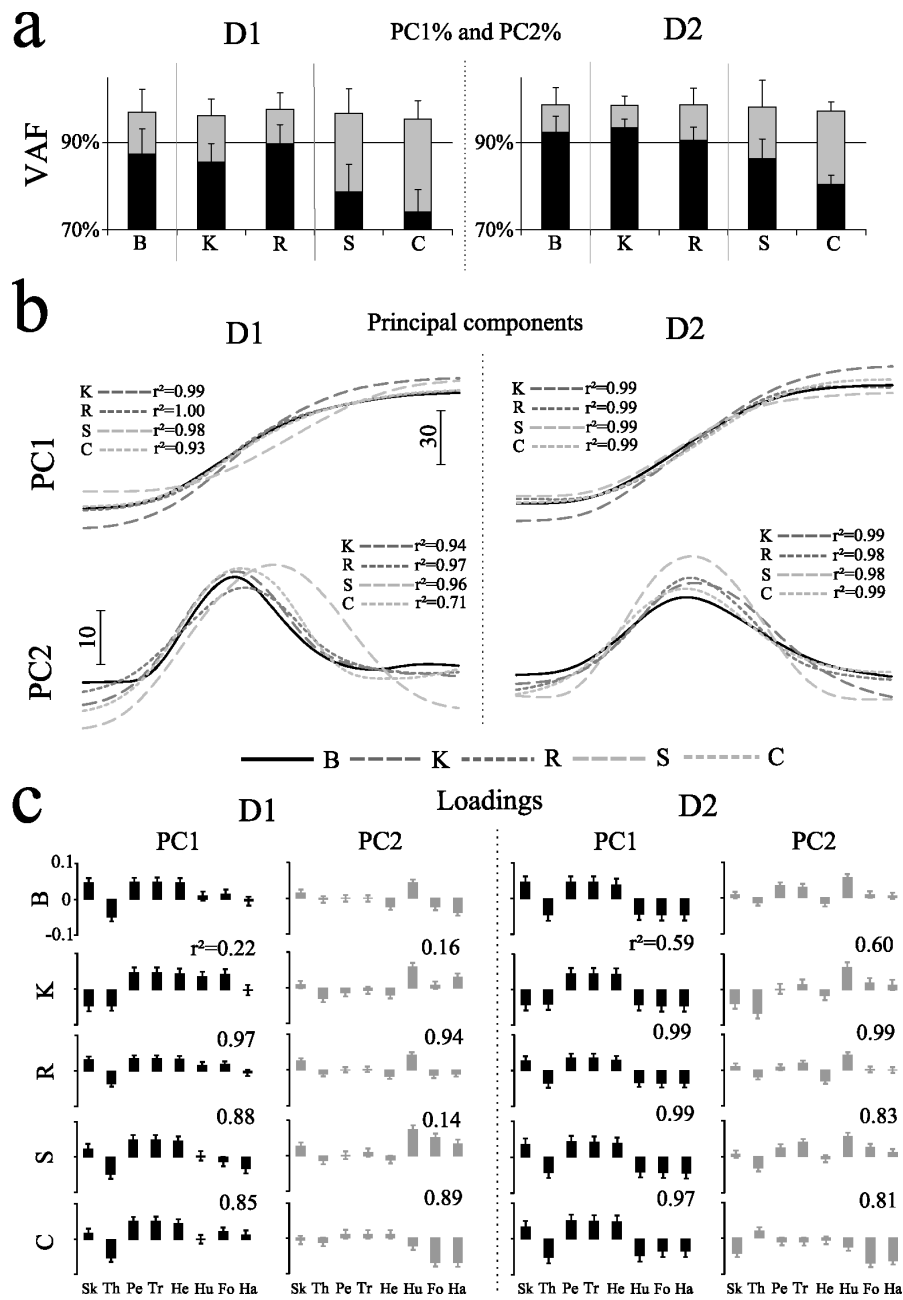 a
D1 PC1% and PC2% D2
VAF
90% 90%
70% 70%
B K R S C B K R S C
b
D1 Principal components D2
PC1
K r²=0.99
R r²=1.00
S r²=0.98
C r²=0.93
30
K r²=0.99
R r²=0.99
S r²=0.99
C r²=0.99
PC2
10
K r²=0.94
R r²=0.97
S r²=0.96
C r²=0.71
K r²=0.99
R r²=0.98
S r²=0.98
C r²=0.99
B K R S C
c
D1 Loadings D2
PC1 PC2 PC1 PC2
B
0.1
0
-0.1
K r²=0.22 0.16 r²=0.59 0.60
R 0.97 0.94 0.99 0.99
S 0.88 0.14 0.99 0.83
C 0.85 0.89 0.97 0.81
Sk Th Pe Tr He Hu Fo Ha Sk Th Pe Tr He Hu Fo Ha Sk Th Pe Tr He Hu Fo Ha Sk Th Pe Tr He Hu Fo Ha